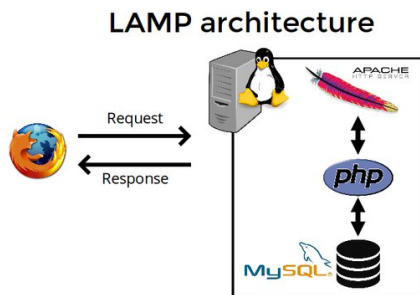 LAMP architecture
APACHE
HTTP SERVER
Request
Response
php
MySQL